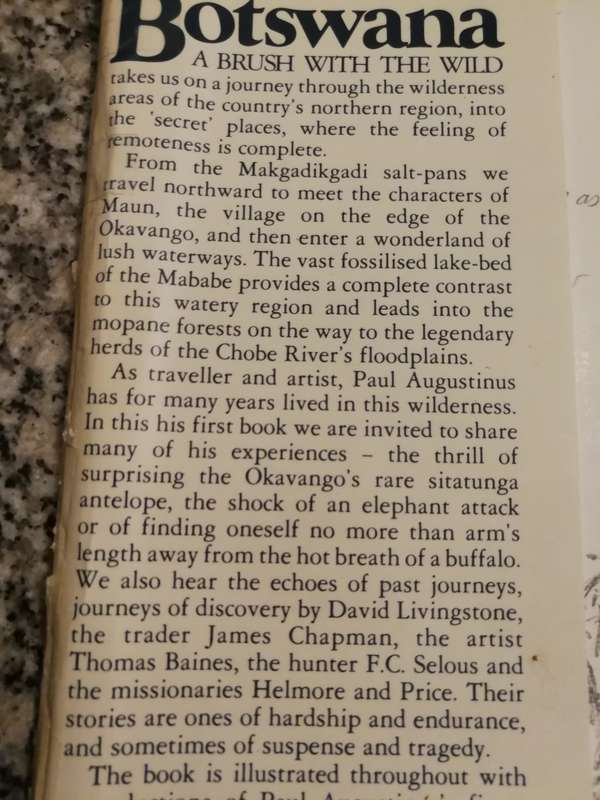 Botswana
A BRUSH WITH THE WILD
takes us on a journey through the wilderness
areas of the country's northern region, into
the 'secret' places, where the feeling of
remoteness is complete.
From the Makgadikgadi salt-pans we
travel northward to meet the characters of
Maun, the village on the edge of the
Okavango, and then enter a wonderland of
lush waterways. The vast fossilised lake-bed
of the Mababe provides a complete contrast
to this watery region and leads into the
mopane forests on the way to the legendary
herds of the Chobe River's floodplains.
As traveller and artist, Paul Augustinus
has for many years lived in this wilderness.
In this his first book we are invited to share
many of his experiences – the thrill of
surprising the Okavango's rare sitatunga
antelope, the shock of an elephant attack
or of finding oneself no more than arm's
length away from the hot breath of a buffalo.
We also hear the echoes of past journeys,
journeys of discovery by David Livingstone,
the trader James Chapman, the artist
Thomas Baines, the hunter F.C. Selous and
the missionaries Helmore and Price. Their
stories are ones of hardship and endurance,
and sometimes of suspense and tragedy.
The book is illustrated throughout with
of Paul